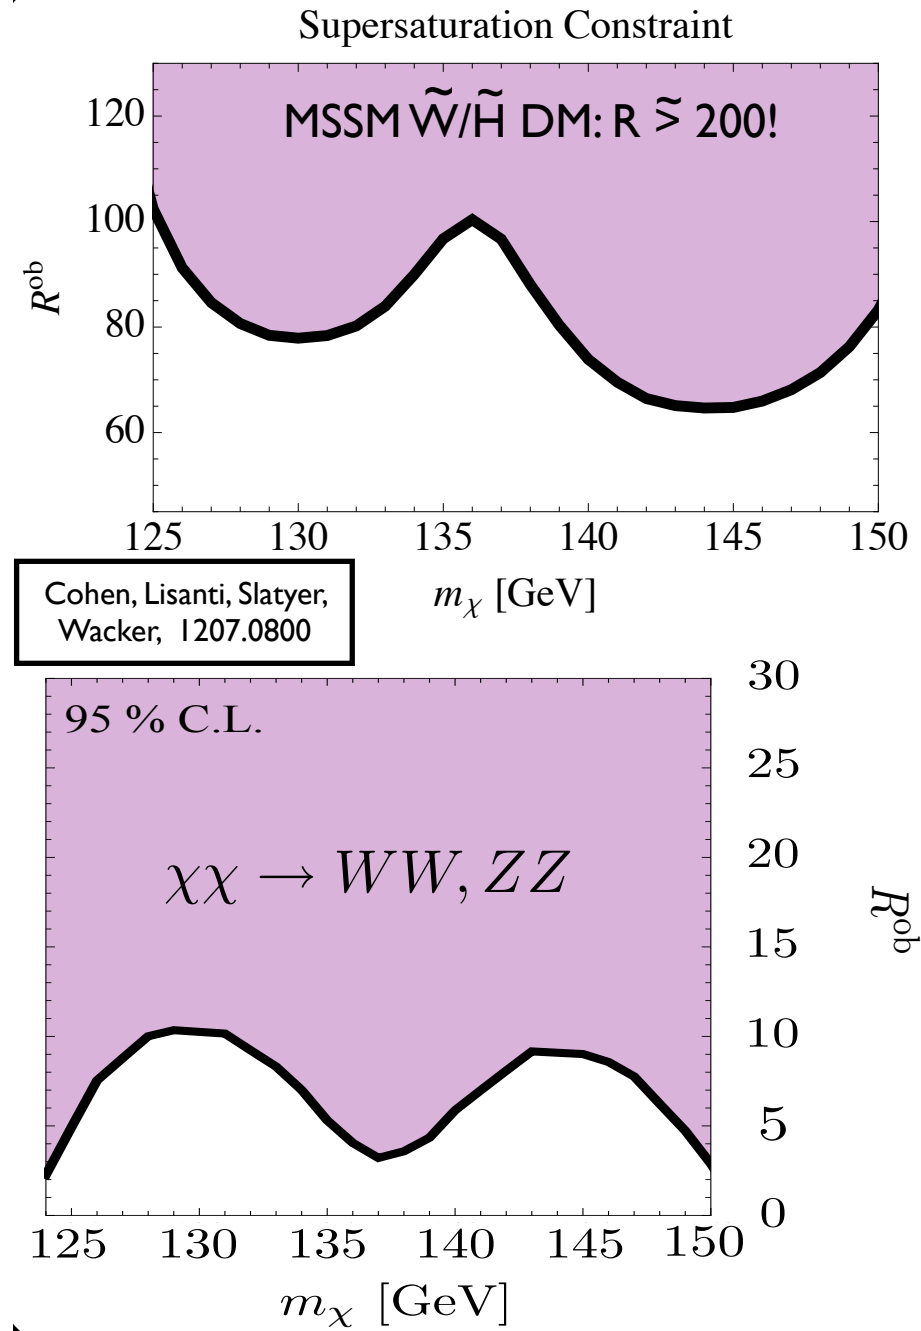 Supersaturation Constraint
MSSM W̃/H̃ DM: R ≳ 200!
120
100
80
60
R^ob
125 130 135 140 145 150
m_χ [GeV]
Cohen, Lisanti, Slatyer,
Wacker, 1207.0800
95 % C.L.
χχ → WW, ZZ
30
25
20
15
10
5
0
R^ob
125 130 135 140 145 150
m_χ [GeV]